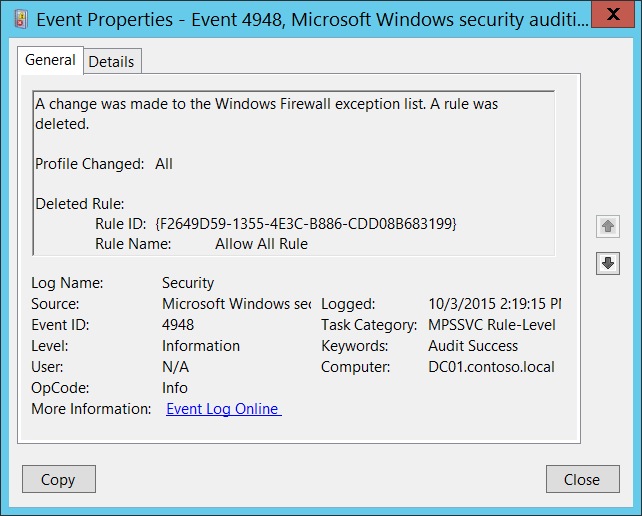 Event Properties - Event 4948, Microsoft Windows security auditi...
X
General Details
A change was made to the Windows Firewall exception list. A rule was
deleted.
Profile Changed: All
Deleted Rule:
Rule ID: {F2649D59-1355-4E3C-B886-CDD08B683199}
Rule Name: Allow All Rule
Log Name: Security
Source: Microsoft Windows sec Logged: 10/3/2015 2:19:15 PM
Event ID: 4948 Task Category: MPSSVC Rule-Level
Level: Information Keywords: Audit Success
User: N/A Computer: DC01.contoso.local
OpCode: Info
More Information: Event Log Online
Copy Close